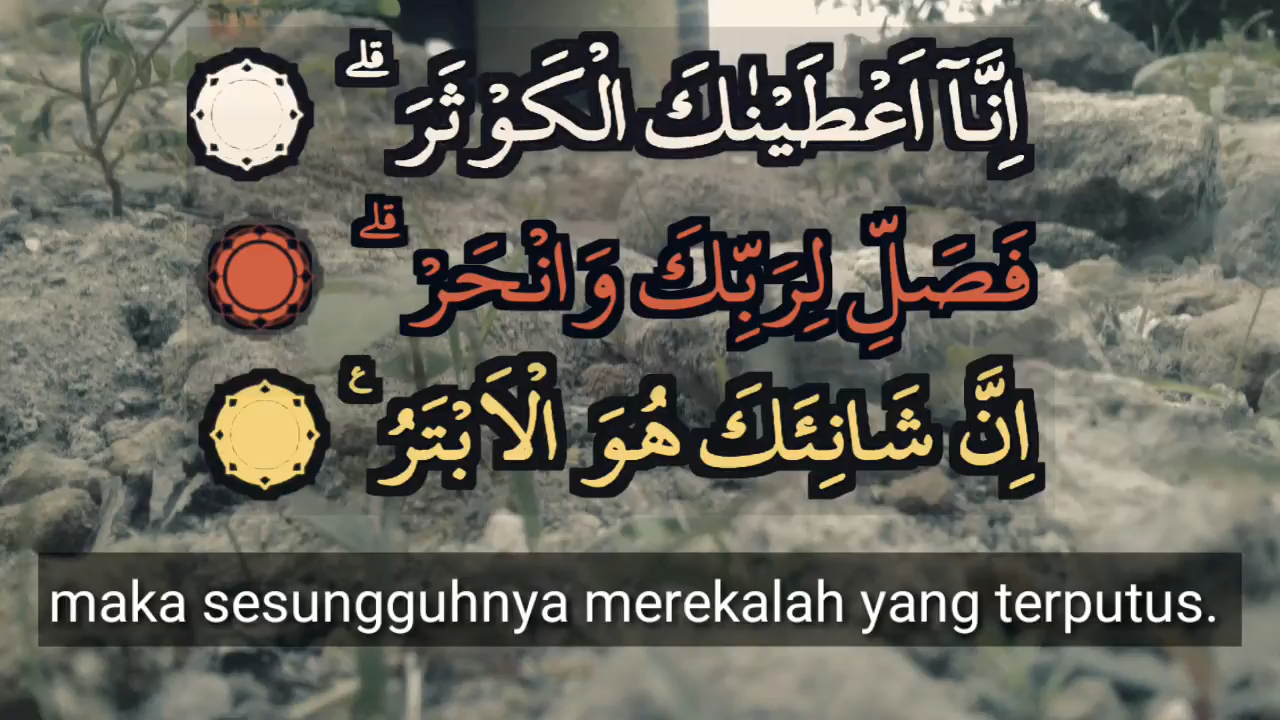 اِنَّآ اَعْطَيْنٰكَ الْكَوْثَرَ ۗ
فَصَلِّ لِرَبِّكَ وَانْحَرْ ۗ
اِنَّ شَانِئَكَ هُوَ الْاَبْتَرُ ࣖ
maka sesungguhnya merekalah yang terputus.